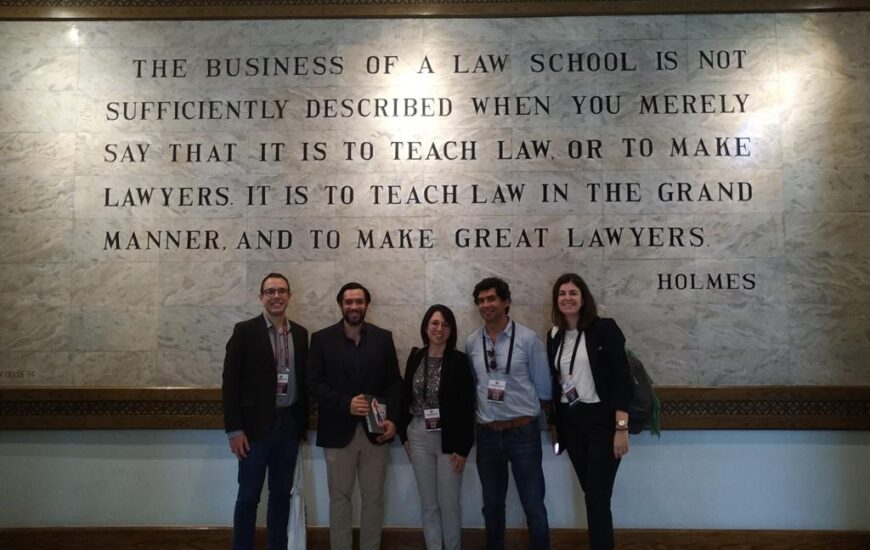 THE BUSINESS OF A LAW SCHOOL IS NOT
SUFFICIENTLY DESCRIBED WHEN YOU MERELY
SAY THAT IT IS TO TEACH LAW, OR TO MAKE
LAWYERS. IT IS TO TEACH LAW IN THE GRAND
MANNER, AND TO MAKE GREAT LAWYERS.
HOLMES